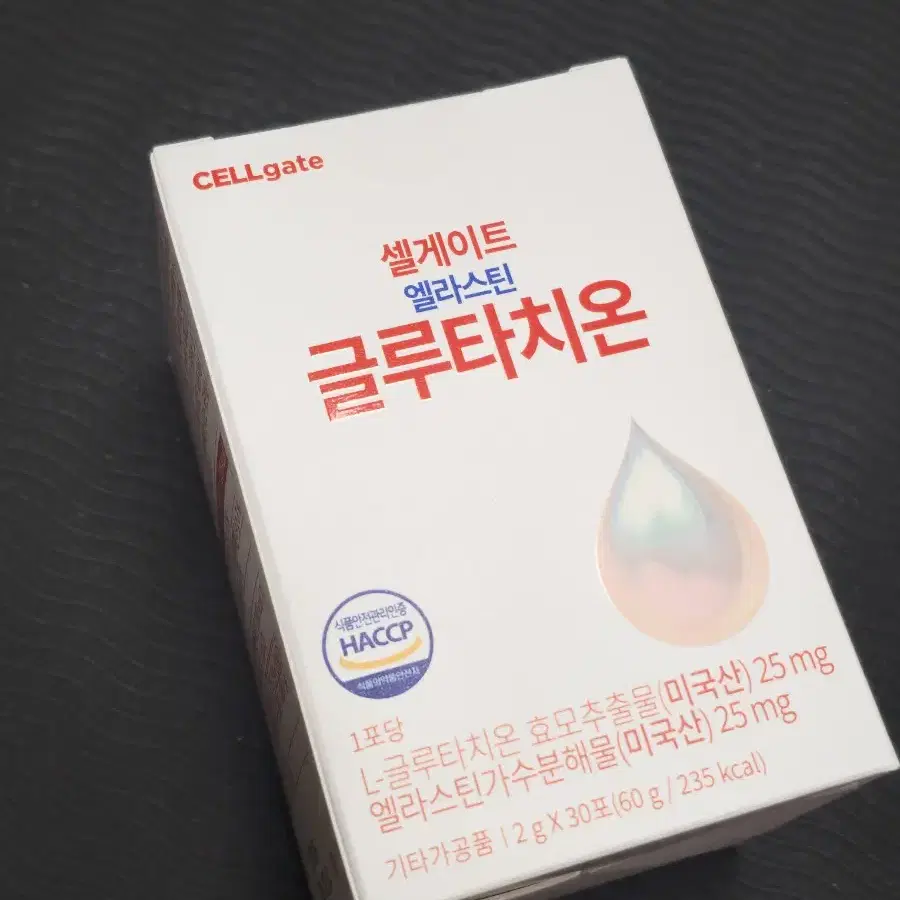 CELLgate
셀게이트
엘라스틴
글루타치온
식품안전관리인증
HACCP
식품의약품안전처
1포당
L-글루타치온 효모추출물(미국산) 25 mg
엘라스틴가수분해물(미국산) 25 mg
기타가공품 | 2 g X 30포(60 g / 235 kcal)